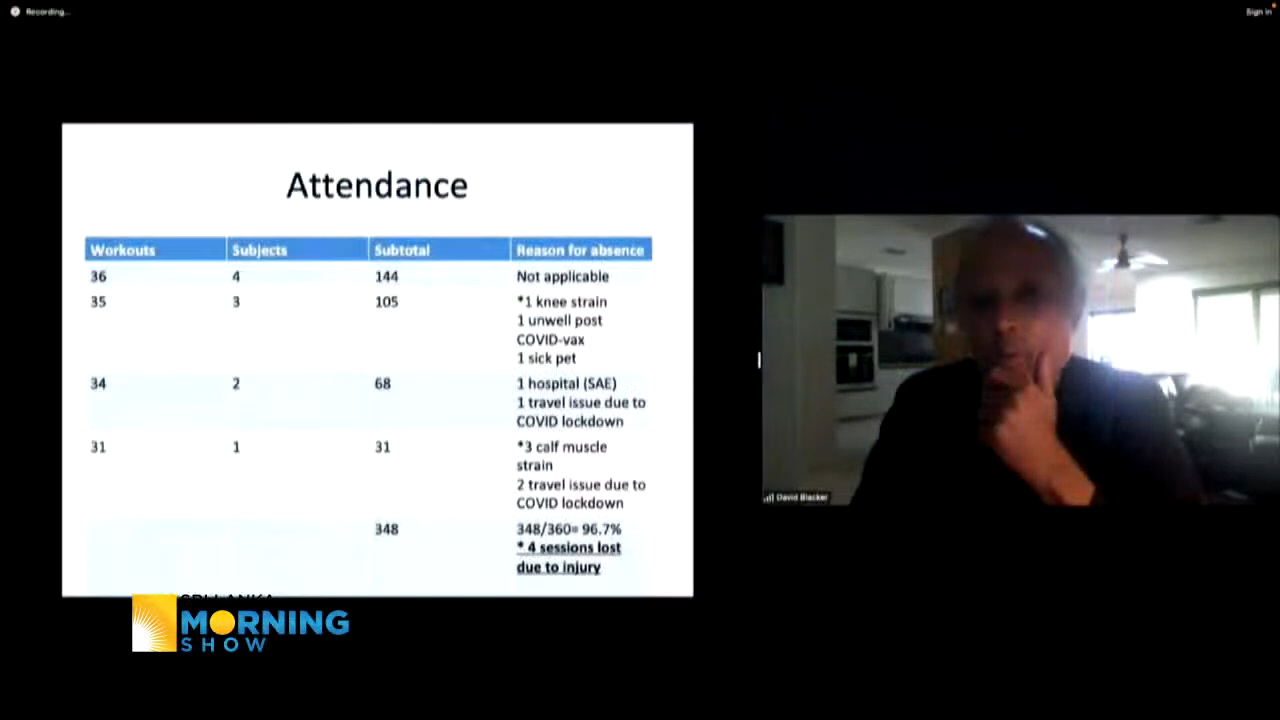 Recording...
Sign in
Attendance
Workouts Subjects Subtotal Reason for absence
36 4 144 Not applicable
35 3 105 *1 knee strain
1 unwell post
COVID-vax
1 sick pet
34 2 68 1 hospital (SAE)
1 travel issue due to
COVID lockdown
31 1 31 *3 calf muscle
strain
2 travel issue due to
COVID lockdown
348 348/360= 96.7%
* 4 sessions lost
due to injury
David Blacker
SRI LANKA
MORNING
SHOW